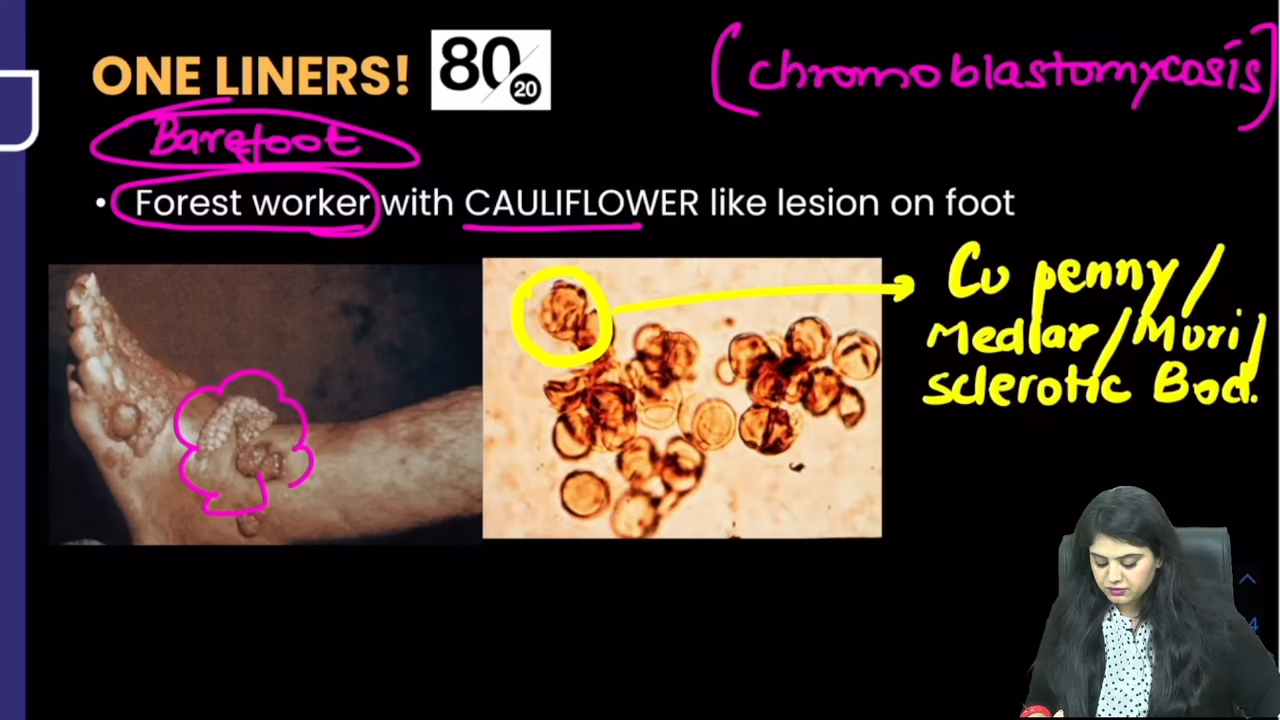 ONE LINERS!
80/20
(chromoblastomycosis)
Barefoot
• Forest worker with CAULIFLOWER like lesion on foot
Cu penny/
Medlar/Muri/
sclerotic Bod.
4